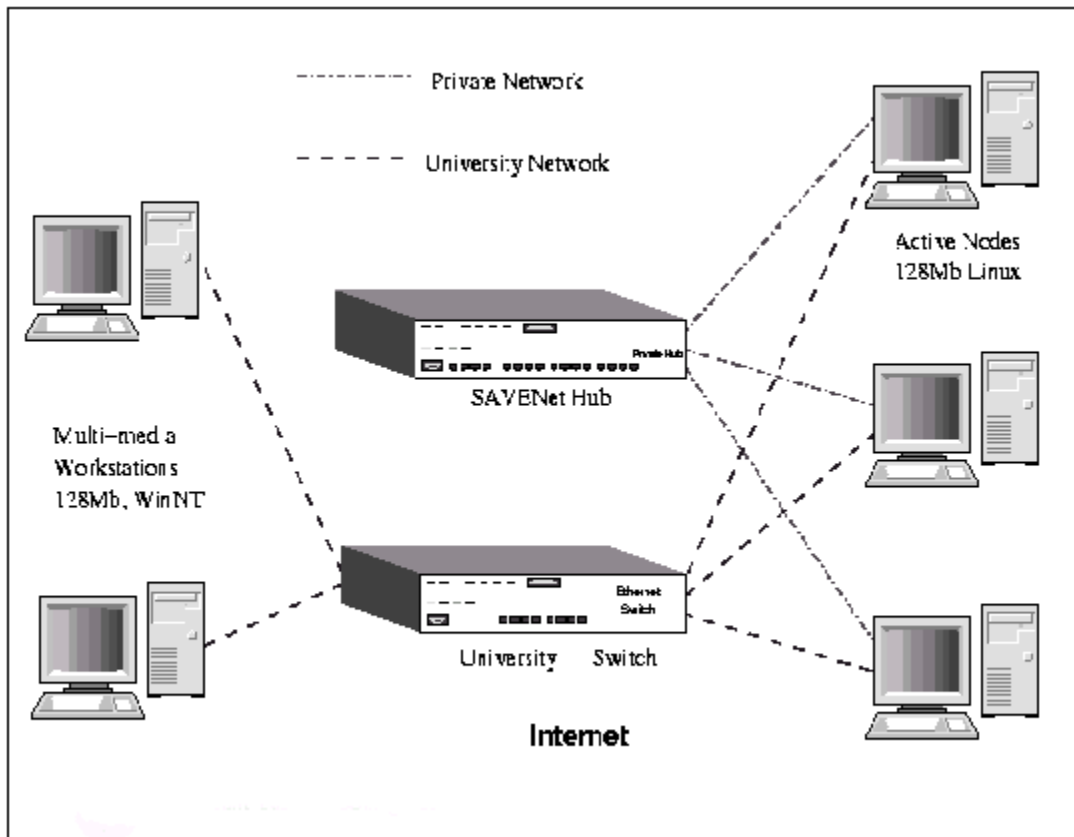 Private Network
University Network
Active Nodes
128Mb Linux
Private Hub
SAVENet Hub
Multi-med a
Workstations
128Mb, WinNT
Ethernet
Switch
University Switch
Internet